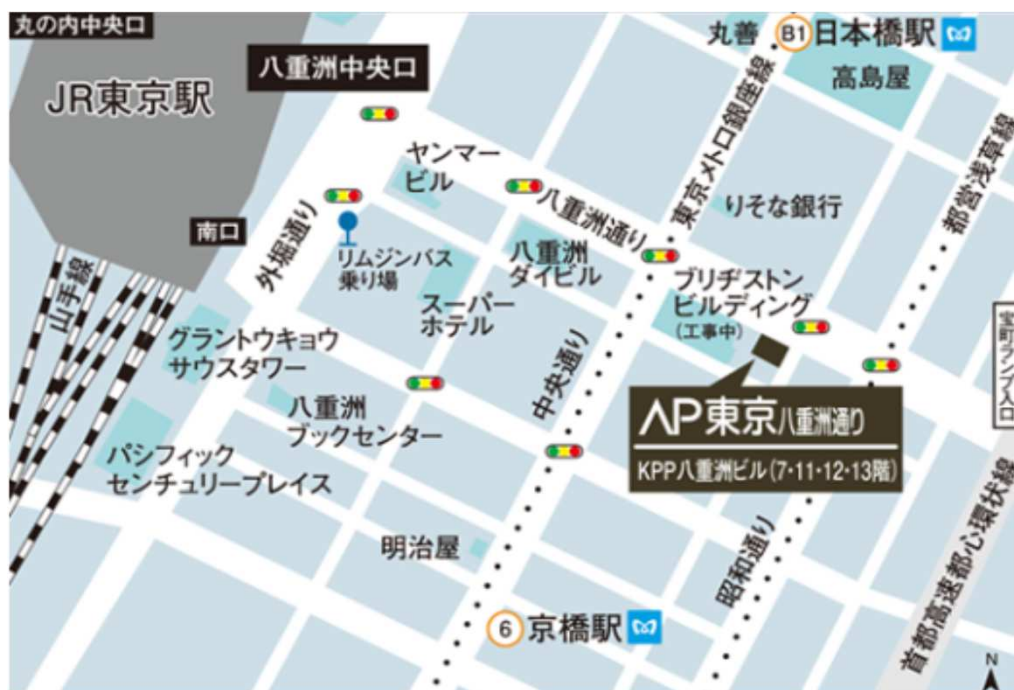 丸の内中央口
JR東京駅
八重洲中央口
丸善
B1
日本橋駅
高島屋
ヤンマー
ビル
八重洲通り
東京メトロ銀座線
都営浅草線
りそな銀行
南口
外堀通り
リムジンバス
乗り場
八重洲
ダイビル
スーパー
ホテル
ブリヂストン
ビルディング
(工事中)
山手線
グラントウキョウ
サウスタワー
八重洲
ブックセンター
中央通り
宝町ランプ入口
AP東京八重洲通り
KPP八重洲ビル(7・11・12・13階)
パシフィック
センチュリープレイス
明治屋
昭和通り
首都高速都心環状線
6
京橋駅
N